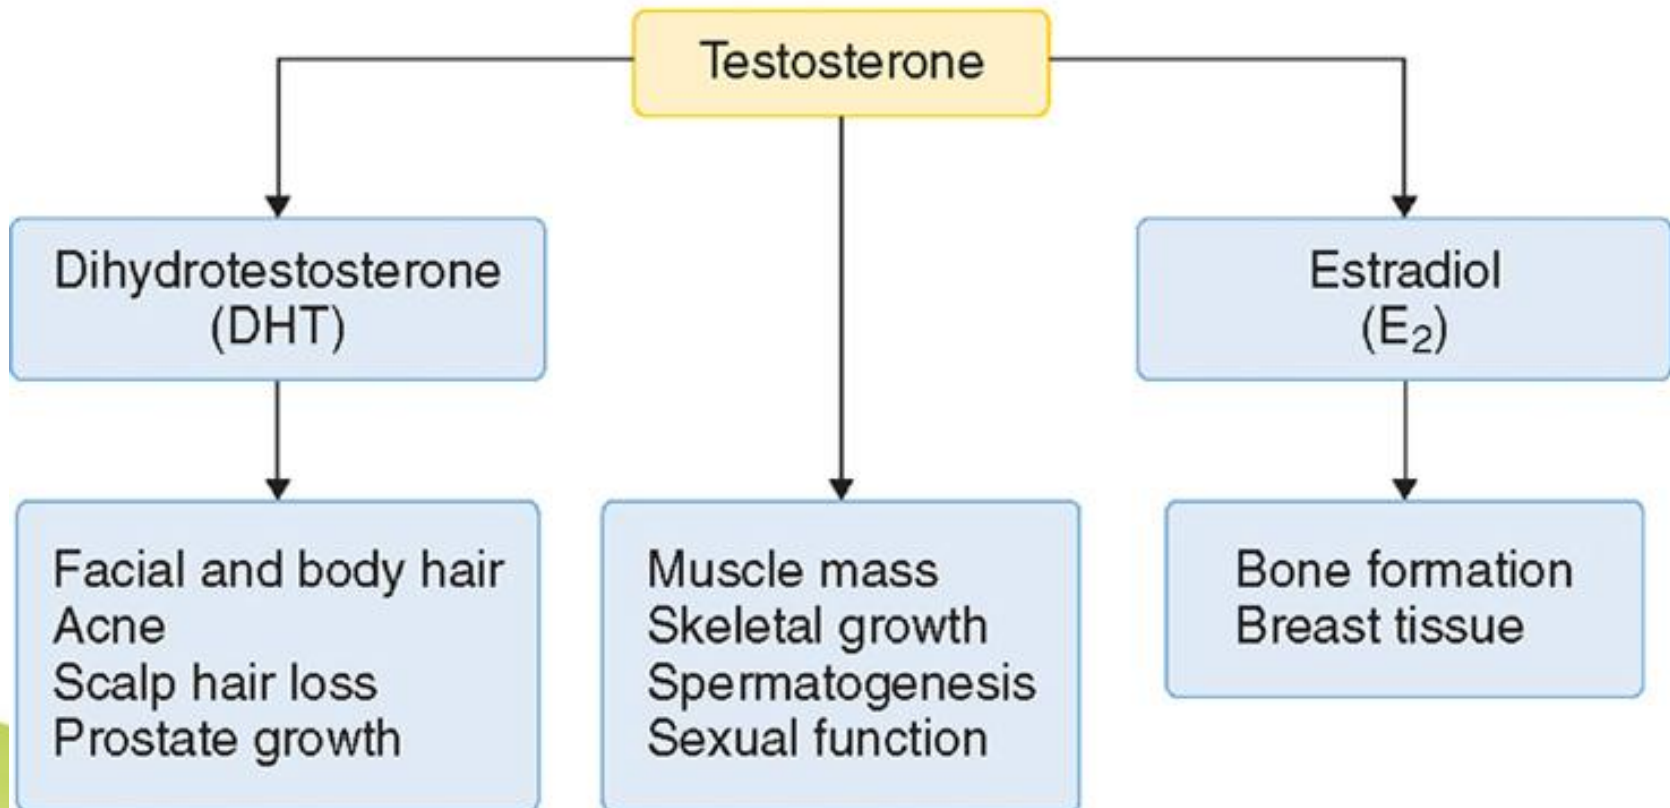 Testosterone
Dihydrotestosterone
(DHT)
Estradiol
(E₂)
Facial and body hair
Acne
Scalp hair loss
Prostate growth
Muscle mass
Skeletal growth
Spermatogenesis
Sexual function
Bone formation
Breast tissue